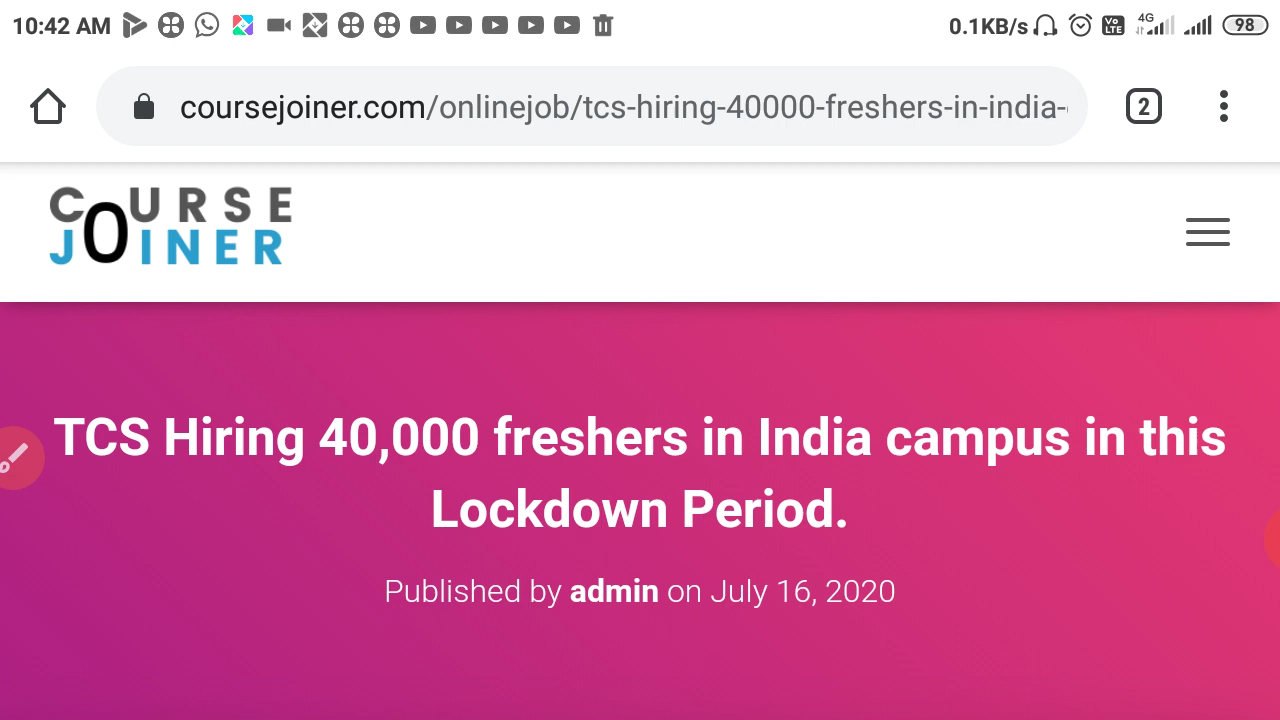 10:42 AM 0.1KB/s Vo LTE 4G 98
coursejoiner.com/onlinejob/tcs-hiring-40000-freshers-in-india- 2
COURSE
JOINER
TCS Hiring 40,000 freshers in India campus in this
Lockdown Period.
Published by admin on July 16, 2020